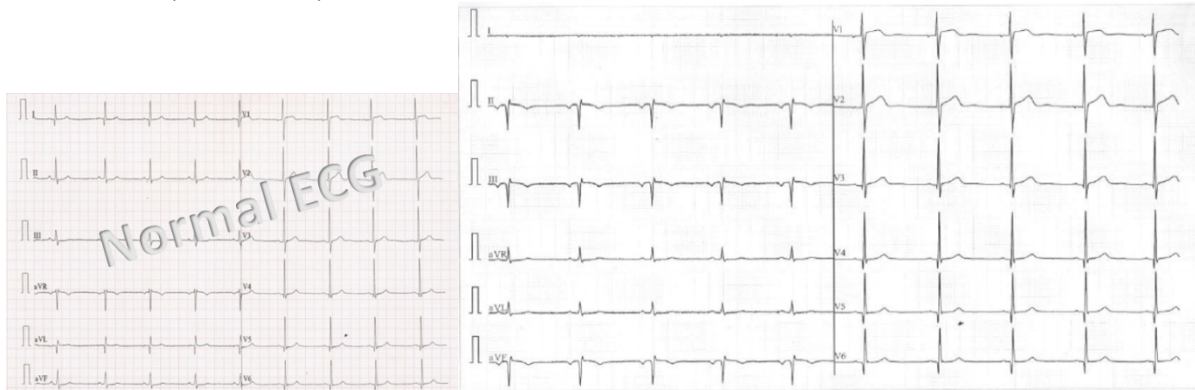 I V1
II V2
Normal ECG
III V3
aVR V4
aVL V5
aVF V6
I V1
II V2
III V3
aVR V4
aVL V5
aVF V6